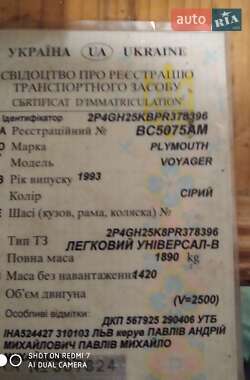 AUTO RIA
УКРАЇНА UA UKRAINE
СВІДОЦТВО ПРО РЕЄСТРАЦІЮ
ТРАНСПОРТНОГО ЗАСОБУ
CERTIFICAT D'IMMATRICULATION
Ідентифікатор 2P4GH25KBPR378396
A Реєстраційний № BC5075AM
Марка PLYMOUTH
Модель VOYAGER
B Рік випуску 1993
Колір СІРИЙ
E Шасі (кузов, рама, коляска) №
2P4GH25K8PR378396
Тип ТЗ ЛЕГКОВИЙ УНІВЕРСАЛ-В
Повна маса 1890 kg
Маса без навантаження 1420
Об'єм двигуна (V=2500)
Особливі відмітки: ДКП 567925 290406 УТБ
ІНА524427 310103 ЛЬВ керує ПАВЛІВ АНДРІЙ
МИХАЙЛОВИЧ ПАВЛІВ МИХАЙЛО
SHOT ON REDMI 7
AI DUAL CAMERA